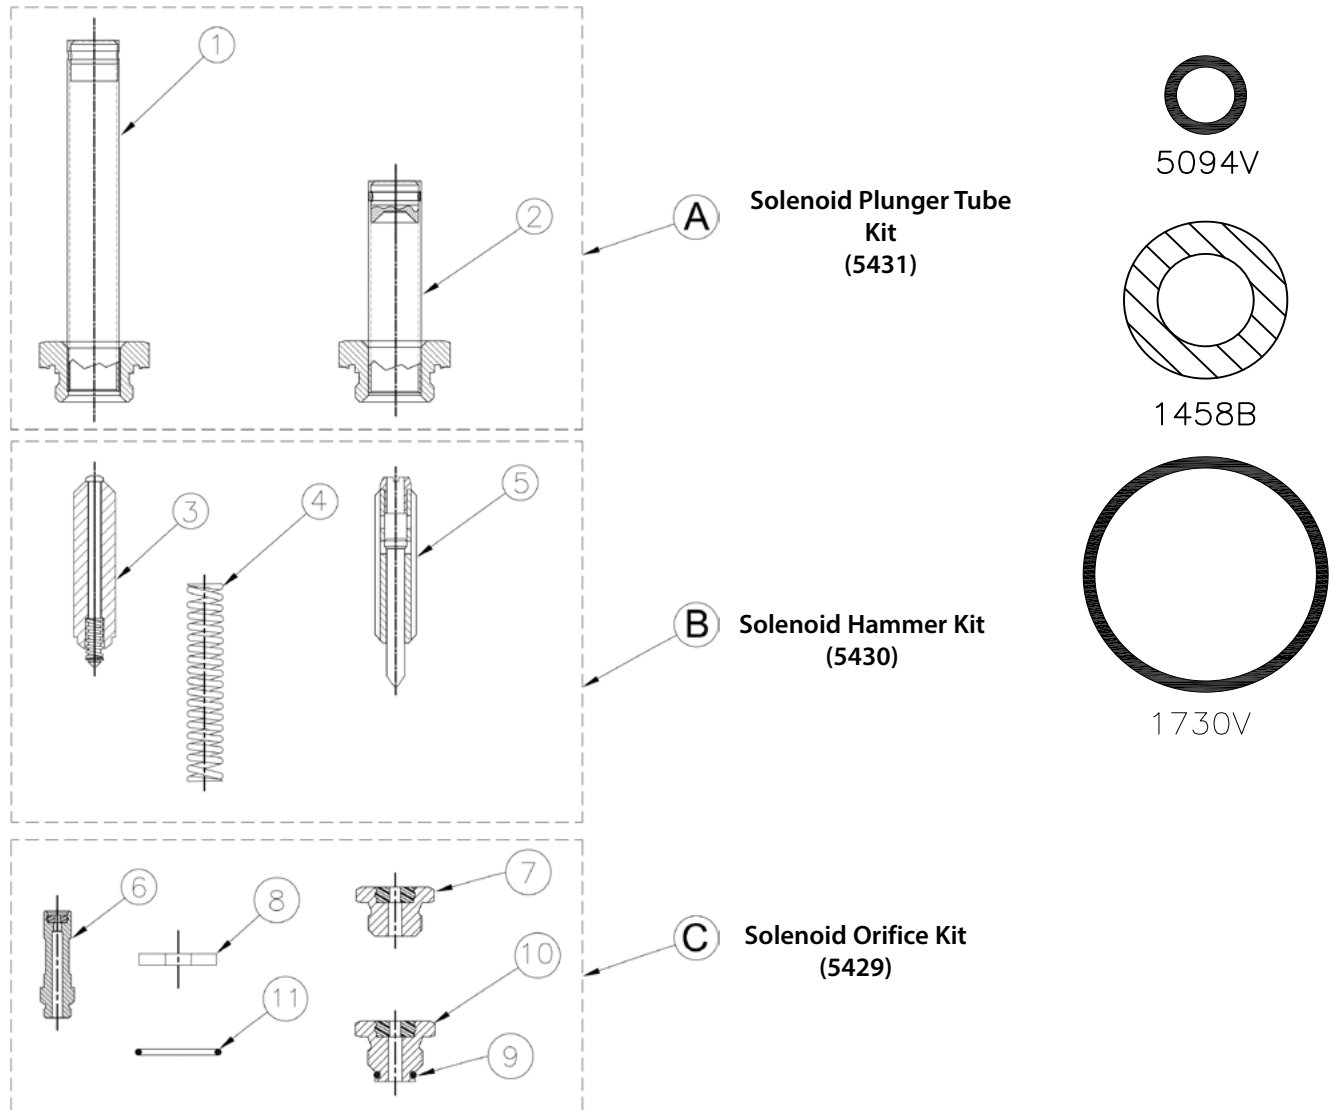 1
2
A
Solenoid Plunger Tube
Kit
(5431)
3
4
5
B
Solenoid Hammer Kit
(5430)
6
7
8
10
11
9
C
Solenoid Orifice Kit
(5429)
5094V
1458B
1730V